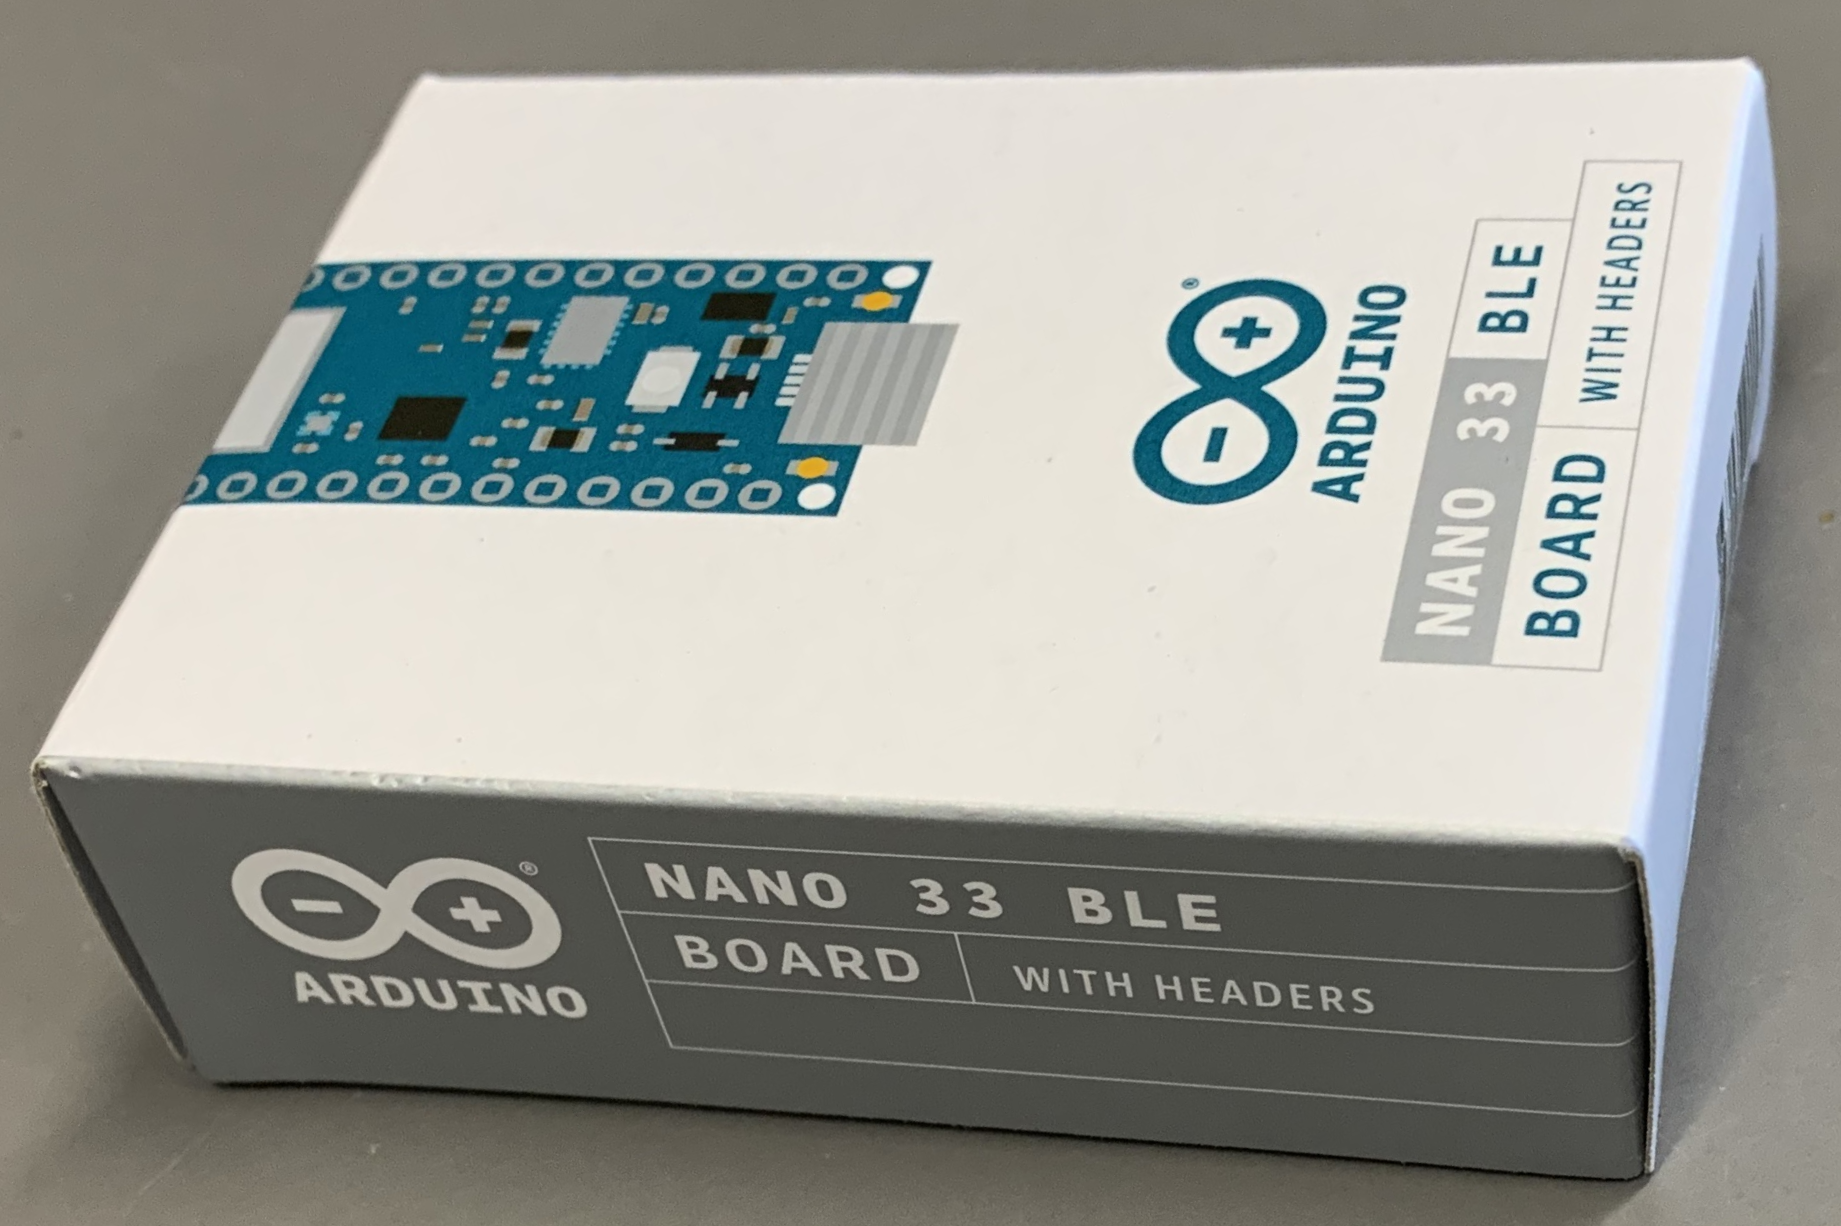 ®
ARDUINO
NANO 33 BLE
BOARD WITH HEADERS
®
ARDUINO
NANO 33 BLE
BOARD WITH HEADERS